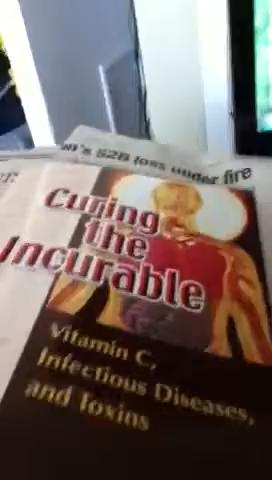 $2B loss under fire
Curing
the
Incurable
Vitamin C,
Infectious Diseases,
and Toxins